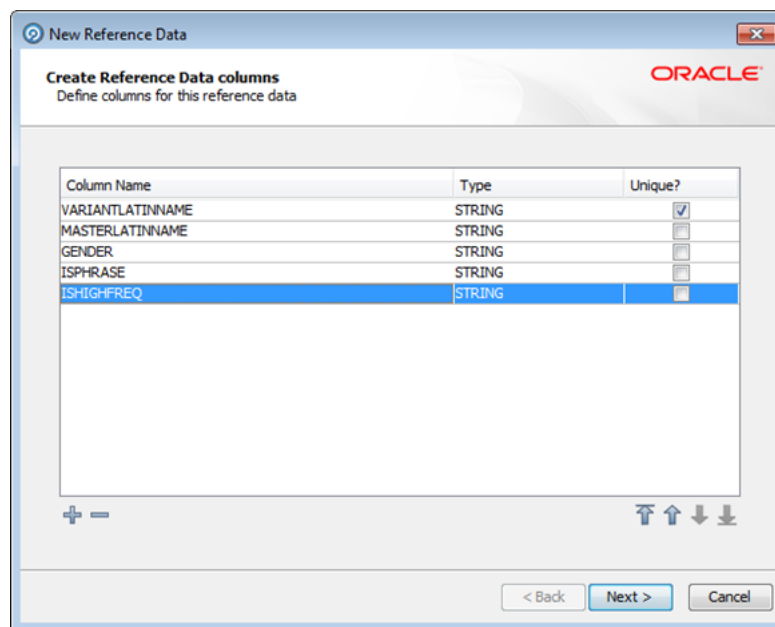 New Reference Data
Create Reference Data columns
ORACLE
Define columns for this reference data
Column Name Type Unique?
VARIANTLATINNAME STRING
MASTERLATINNAME STRING
GENDER STRING
ISPHRASE STRING
ISHIGHFREQ STRING
< Back Next > Cancel